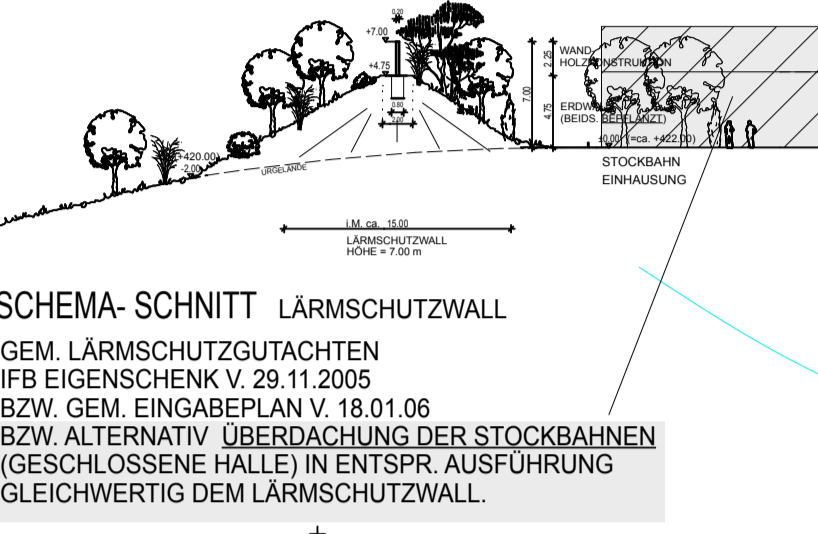 0.20
+7.00
+4.75
7.00
2.25
4.75
WAND-
HOLZKONSTRUKTION
ERDWALL
(BEIDS. BEPFLANZT)
±0.00 (=ca. +422.00)
0.80
2.00
(+420.00)
-2.00
URGELÄNDE
STOCKBAHN
EINHAUSUNG
i.M. ca. 15.00
LÄRMSCHUTZWALL
HÖHE = 7.00 m
SCHEMA- SCHNITT LÄRMSCHUTZWALL
GEM. LÄRMSCHUTZGUTACHTEN
IFB EIGENSCHENK V. 29.11.2005
BZW. GEM. EINGABEPLAN V. 18.01.06
BZW. ALTERNATIV ÜBERDACHUNG DER STOCKBAHNEN
(GESCHLOSSENE HALLE) IN ENTSPR. AUSFÜHRUNG
GLEICHWERTIG DEM LÄRMSCHUTZWALL.